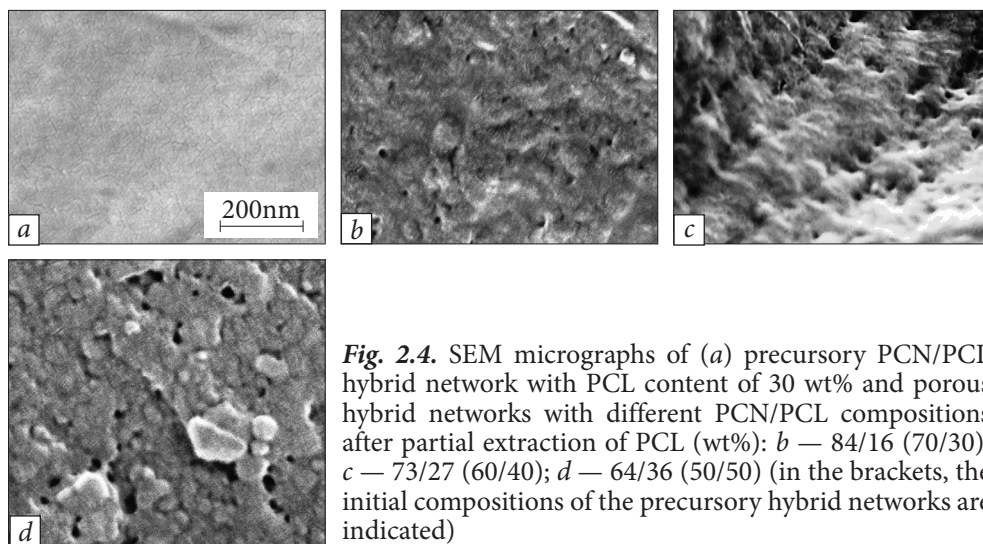 a
200nm
b
c
d
Fig. 2.4. SEM micrographs of (a) precursory PCN/PCL
hybrid network with PCL content of 30 wt% and porous
hybrid networks with different PCN/PCL compositions
after partial extraction of PCL (wt%): b — 84/16 (70/30)
c — 73/27 (60/40); d — 64/36 (50/50) (in the brackets, the
initial compositions of the precursory hybrid networks are
indicated)